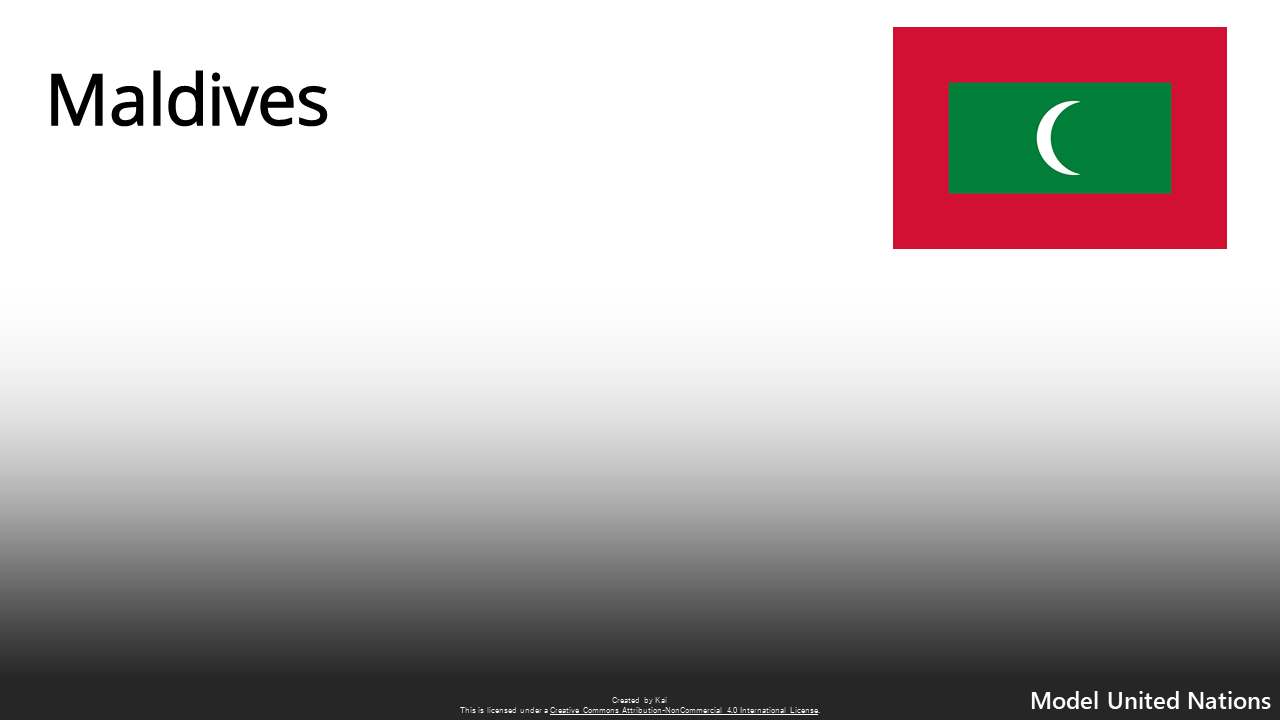 Maldives
Created by Kai
This is licensed under a Creative Commons Attribution-NonCommercial 4.0 International License.
Model United Nations